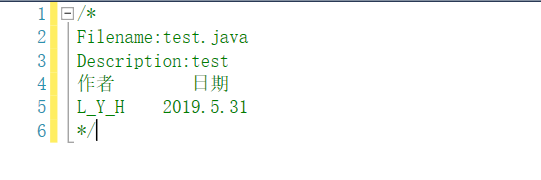 1 /*
2 Filename:test.java
3 Description:test
4 作者 日期
5 L_Y_H 2019.5.31
6 */